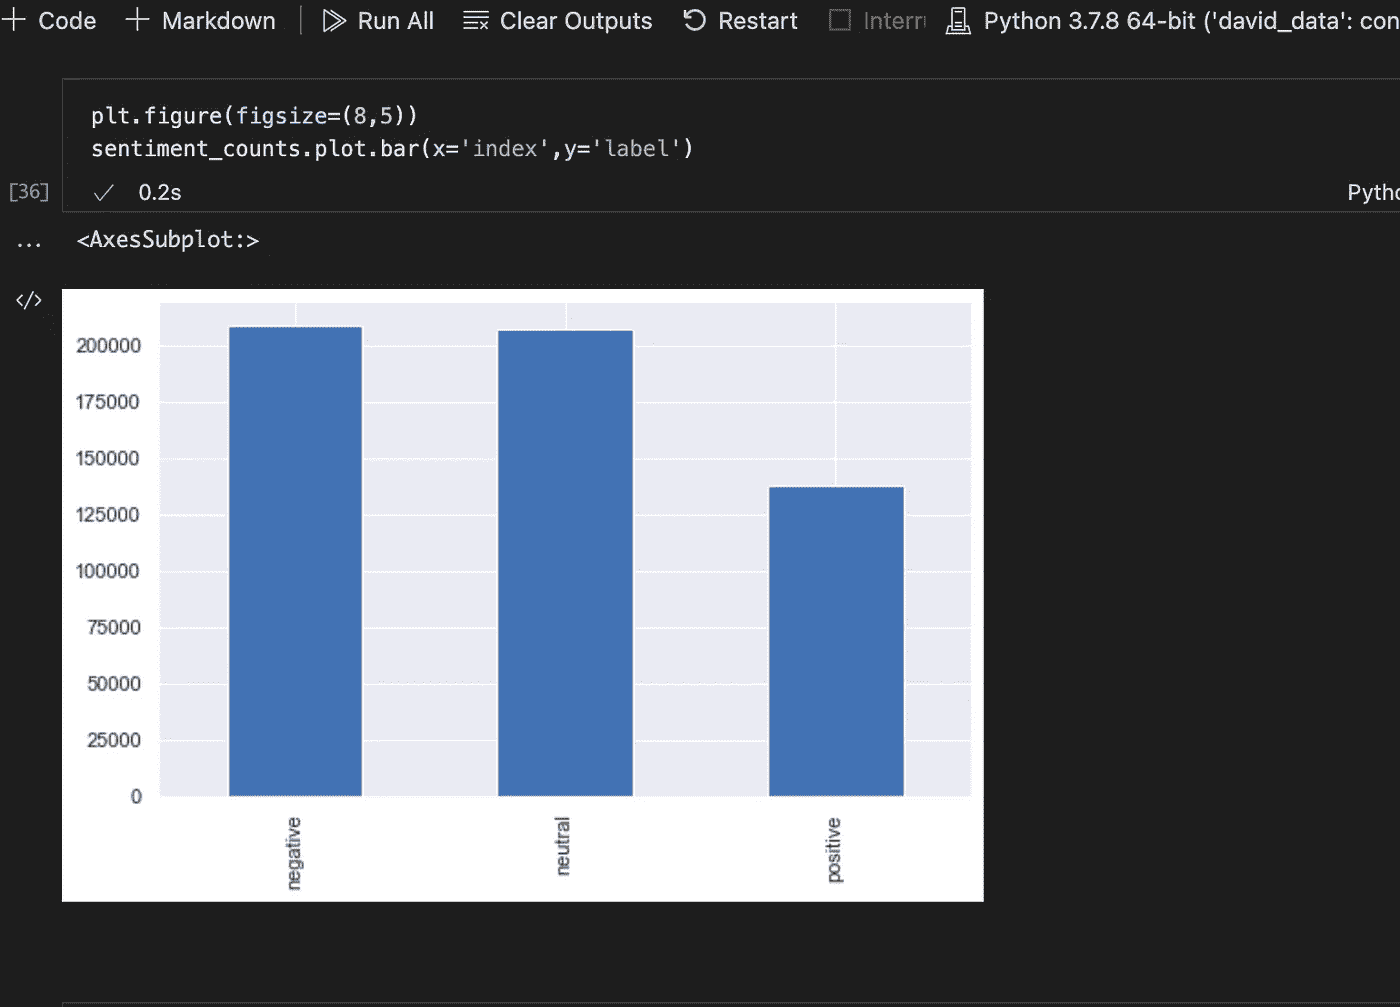 + Code + Markdown | Run All Clear Outputs Restart Interr Python 3.7.8 64-bit ('david_data': con
plt.figure(figsize=(8,5))
sentiment_counts.plot.bar(x='index',y='label')
[36] ✓ 0.2s Pytho
... <AxesSubplot:>
</>
200000
175000
150000
125000
100000
75000
50000
25000
0
negative neutral positive